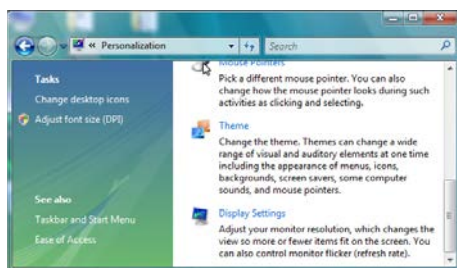 « Personalization
Search
Tasks
Change desktop icons
Adjust font size (DPI)
See also
Taskbar and Start Menu
Ease of Access
Mouse Pointers
Pick a different mouse pointer. You can also
change how the mouse pointer looks during such
activities as clicking and selecting.
Theme
Change the theme. Themes can change a wide
range of visual and auditory elements at one time
including the appearance of menus, icons,
backgrounds, screen savers, some computer
sounds, and mouse pointers.
Display Settings
Adjust your monitor resolution, which changes the
view so more or fewer items fit on the screen. You
can also control monitor flicker (refresh rate).